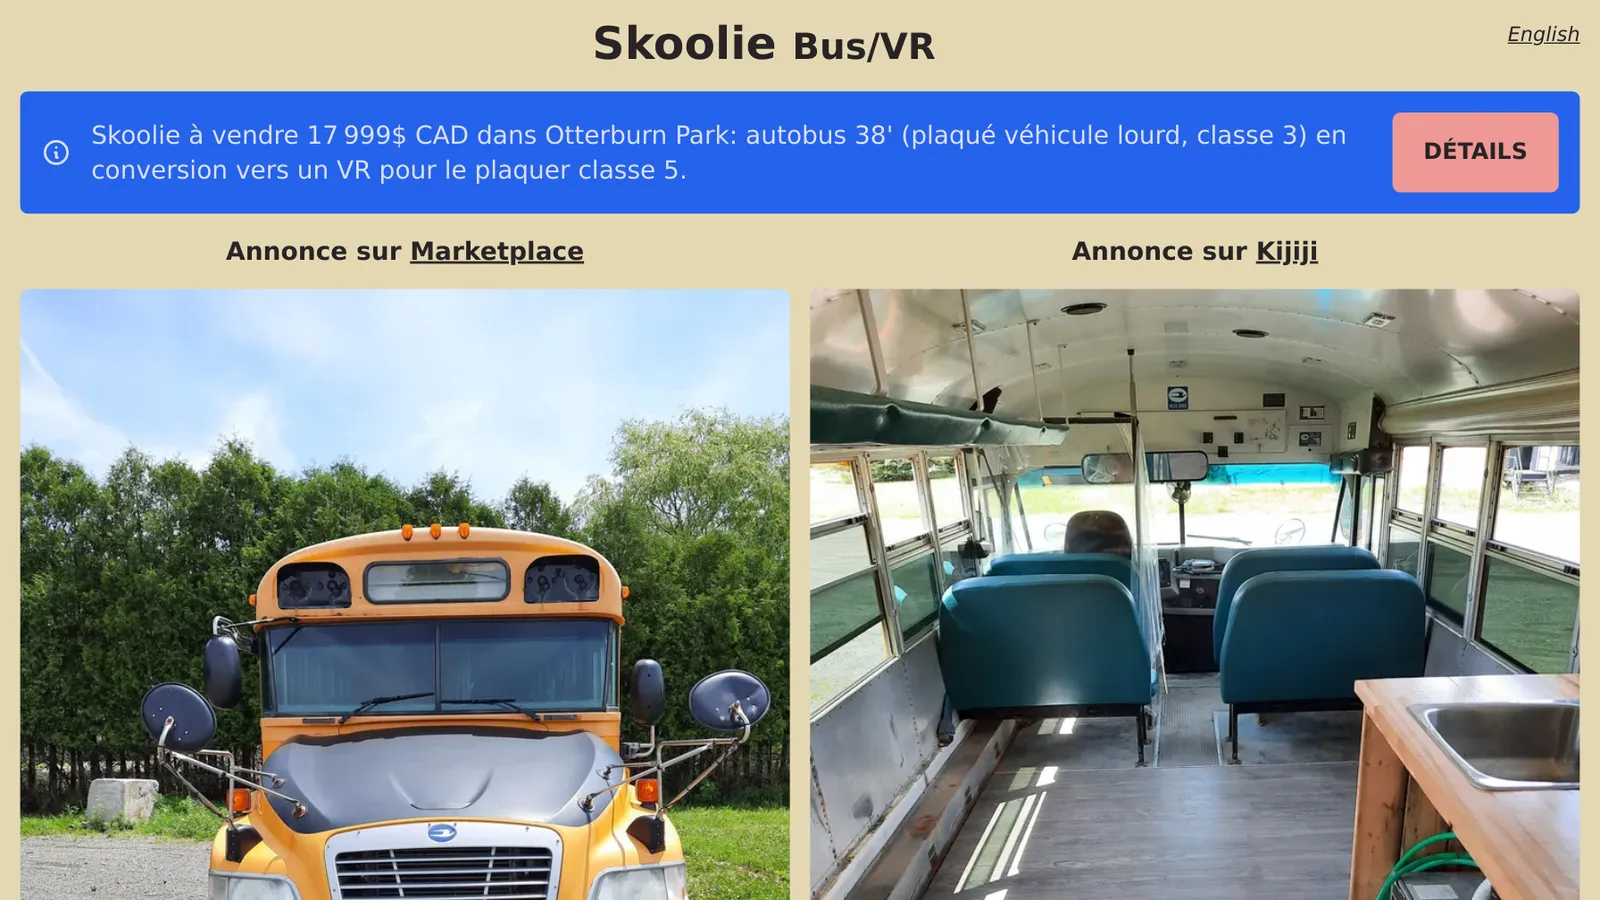 Skoolie Bus/VR
English
Skoolie à vendre 17 999$ CAD dans Otterburn Park: autobus 38' (plaqué véhicule lourd, classe 3) en
conversion vers un VR pour le plaquer classe 5.
DÉTAILS
Annonce sur Marketplace
Annonce sur Kijiji